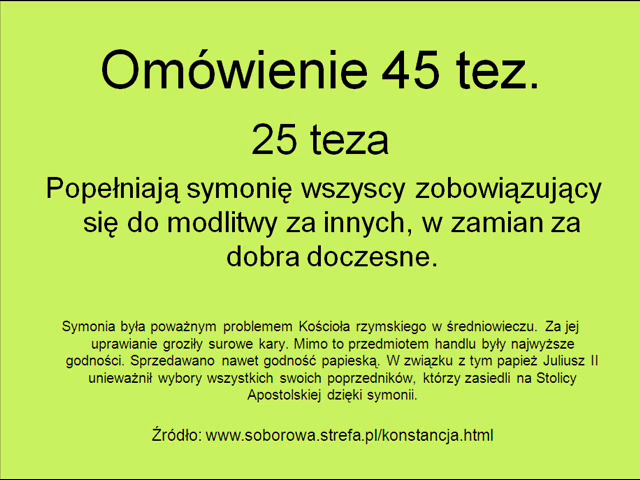 Omówienie 45 tez.
25 teza
Popełniają symonię wszyscy zobowiązujący
się do modlitwy za innych, w zamian za
dobra doczesne.
Symonia była poważnym problemem Kościoła rzymskiego w średniowieczu. Za jej
uprawianie groziły surowe kary. Mimo to przedmiotem handlu były najwyższe
godności. Sprzedawano nawet godność papieską. W związku z tym papież Juliusz II
unieważnił wybory wszystkich swoich poprzedników, którzy zasiedli na Stolicy
Apostolskiej dzięki symonii.
Źródło: www.soborowa.strefa.pl/konstancja.html